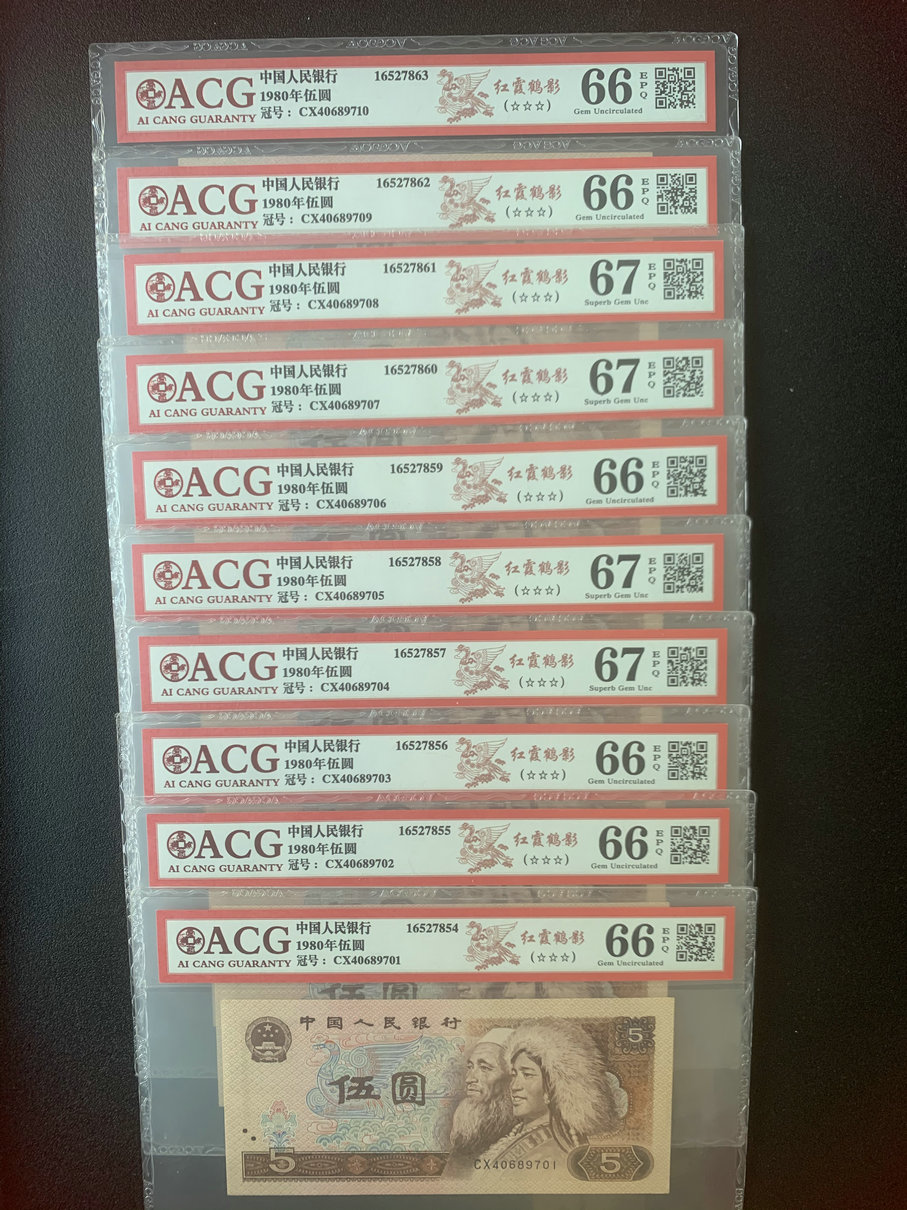 ACG
AI CANG GUARANTY
中国人民银行 16527863
1980年伍圆
冠号： CX40689710
红霞鹤影
(☆☆☆)
66 EPQ
Gem Uncirculated
ACG
AI CANG GUARANTY
中国人民银行 16527862
1980年伍圆
冠号： CX40689709
红霞鹤影
(☆☆☆)
66 EPQ
Gem Uncirculated
ACG
AI CANG GUARANTY
中国人民银行 16527861
1980年伍圆
冠号： CX40689708
红霞鹤影
(☆☆☆)
67 EPQ
Superb Gem Unc
ACG
AI CANG GUARANTY
中国人民银行 16527860
1980年伍圆
冠号： CX40689707
红霞鹤影
(☆☆☆)
67 EPQ
Superb Gem Unc
ACG
AI CANG GUARANTY
中国人民银行 16527859
1980年伍圆
冠号： CX40689706
红霞鹤影
(☆☆☆)
66 EPQ
Gem Uncirculated
ACG
AI CANG GUARANTY
中国人民银行 16527858
1980年伍圆
冠号： CX40689705
红霞鹤影
(☆☆☆)
67 EPQ
Superb Gem Unc
ACG
AI CANG GUARANTY
中国人民银行 16527857
1980年伍圆
冠号： CX40689704
红霞鹤影
(☆☆☆)
67 EPQ
Superb Gem Unc
ACG
AI CANG GUARANTY
中国人民银行 16527856
1980年伍圆
冠号： CX40689703
红霞鹤影
(☆☆☆)
66 EPQ
Gem Uncirculated
ACG
AI CANG GUARANTY
中国人民银行 16527855
1980年伍圆
冠号： CX40689702
红霞鹤影
(☆☆☆)
66 EPQ
Gem Uncirculated
ACG
AI CANG GUARANTY
中国人民银行 16527854
1980年伍圆
冠号： CX40689701
红霞鹤影
(☆☆☆)
66 EPQ
Gem Uncirculated
伍圆
中国人民银行
5
伍圆
5
CX40689701
5